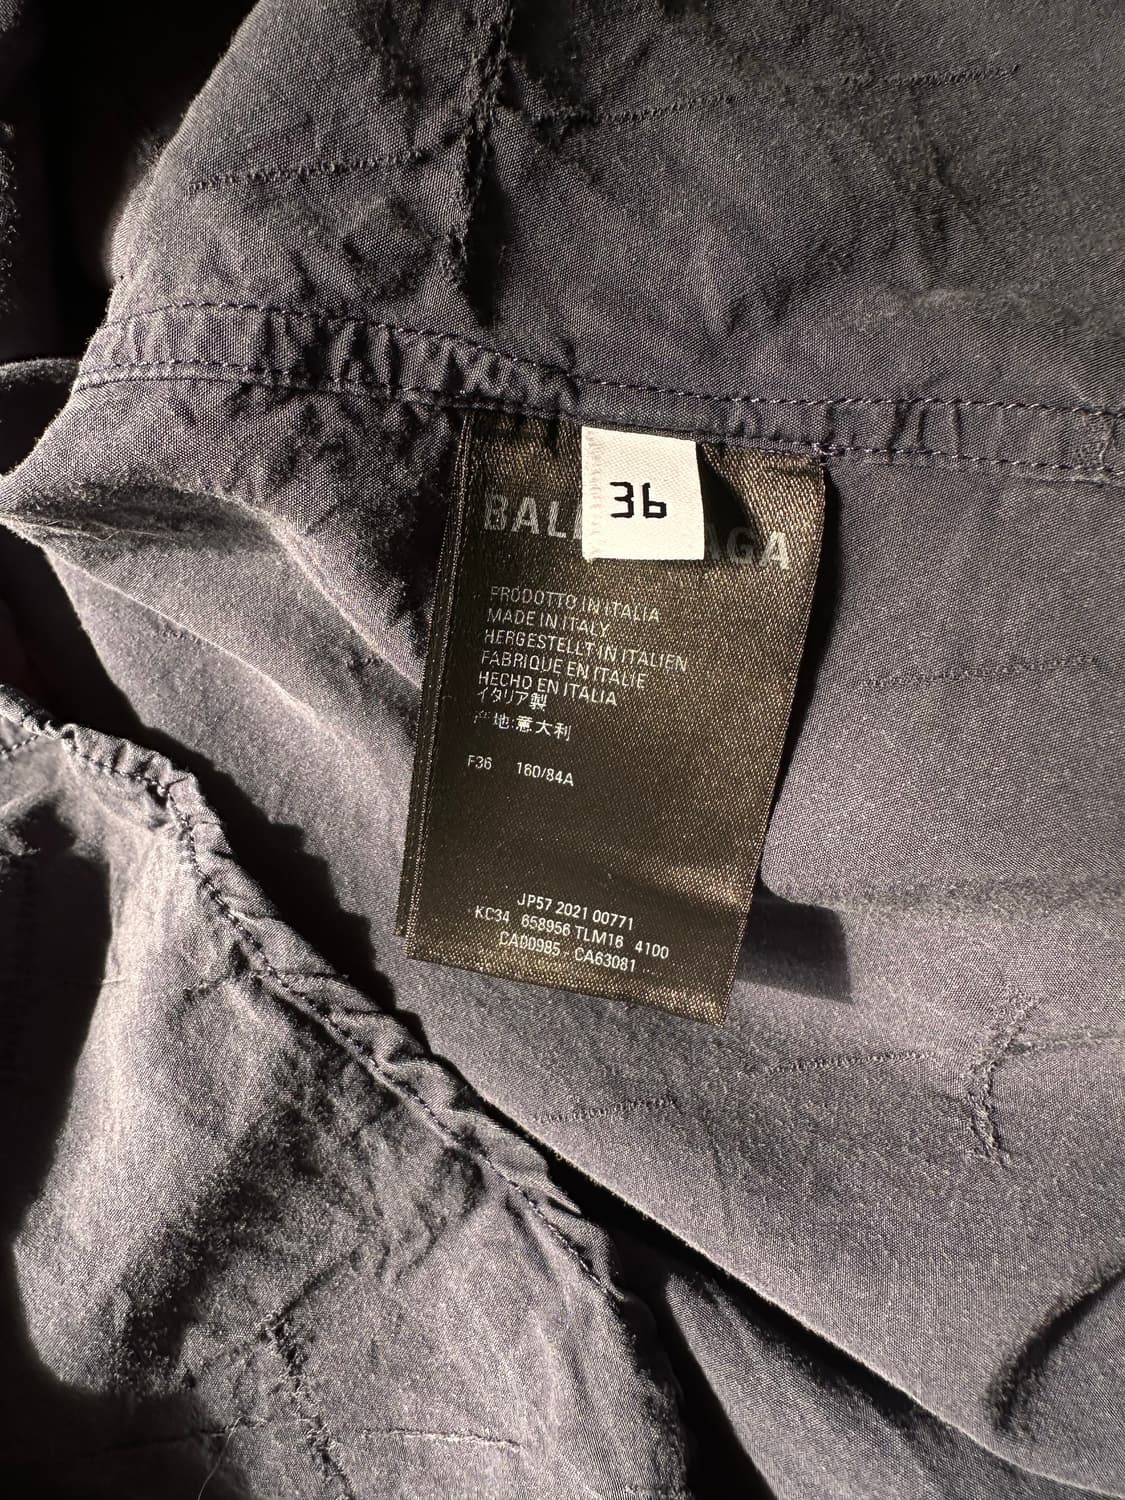 36
BAL GA
PRODOTTO IN ITALIA
MADE IN ITALY
HERGESTELLT IN ITALIEN
FABRIQUE EN ITALIE
HECHO EN ITALIA
イタリア製
产地:意大利
F36 160/84A
JP57 2021 00771
KC34 658956 TLM16 4100
CA00985 - CA63081